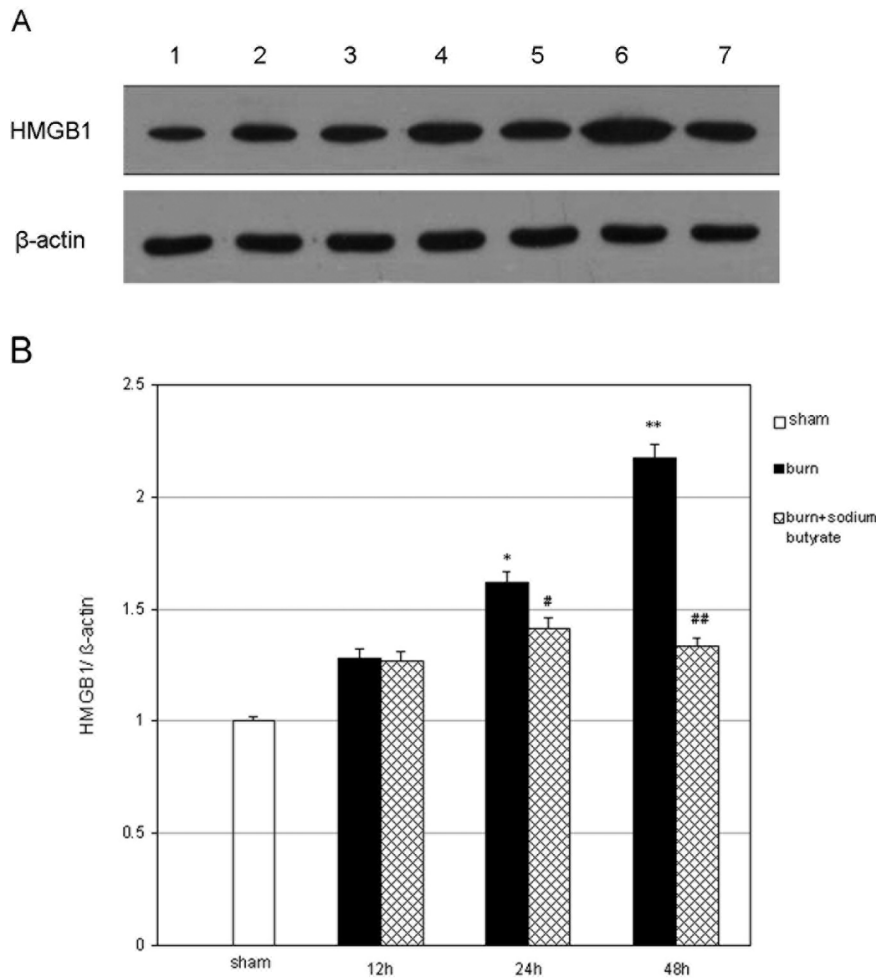 A
1 2 3 4 5 6 7
HMGB1
β-actin
B
2.5
2
1.5
1
0.5
0
HMGB1/ ß-actin
*
#
**
##
sham
12h
24h
48h
sham
burn
burn+sodium
butyrate